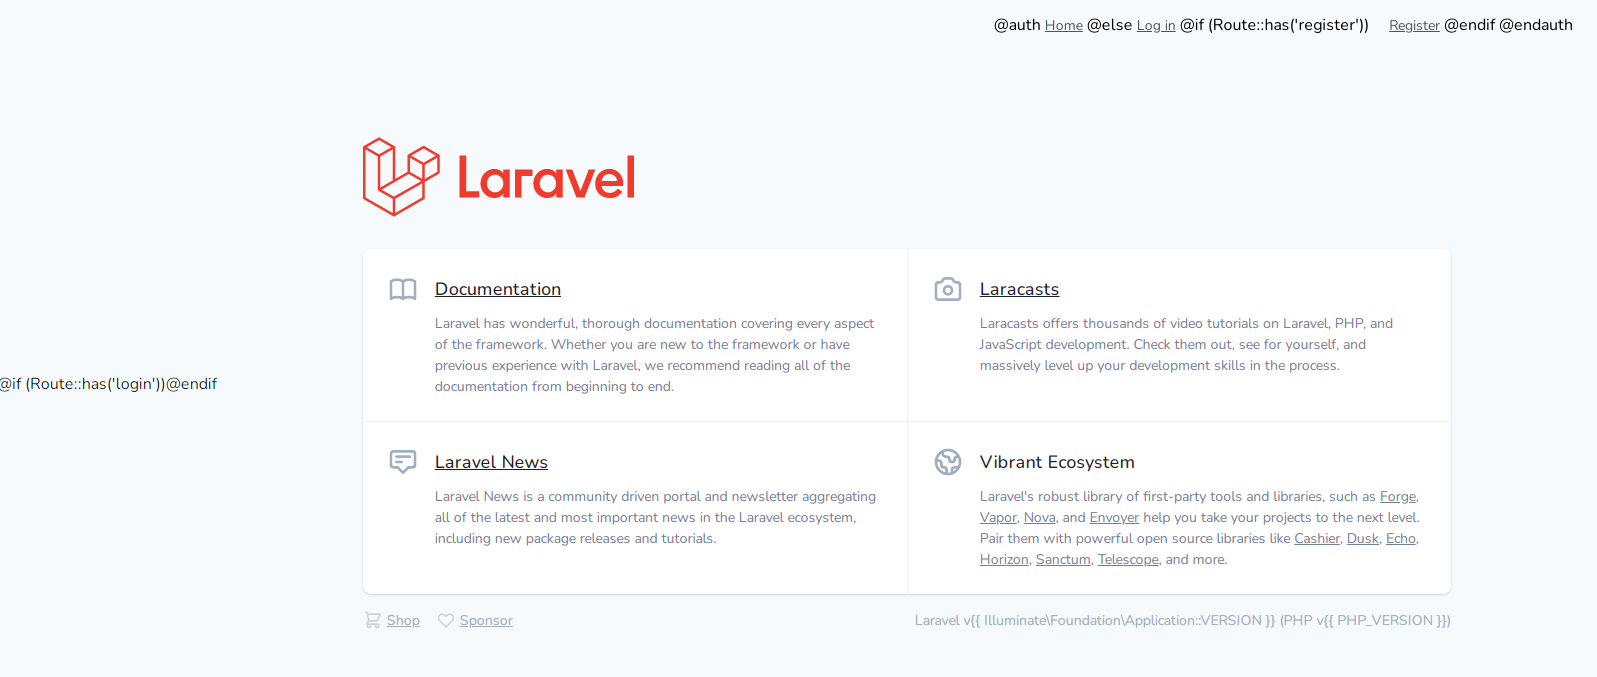 @auth Home @else Log in @if (Route::has('register')) Register @endif @endauth
Laravel
Documentation
Laravel has wonderful, thorough documentation covering every aspect
of the framework. Whether you are new to the framework or have
previous experience with Laravel, we recommend reading all of the
documentation from beginning to end.
Laracasts
Laracasts offers thousands of video tutorials on Laravel, PHP, and
JavaScript development. Check them out, see for yourself, and
massively level up your development skills in the process.
@if (Route::has('login'))@endif
Laravel News
Laravel News is a community driven portal and newsletter aggregating
all of the latest and most important news in the Laravel ecosystem,
including new package releases and tutorials.
Vibrant Ecosystem
Laravel's robust library of first-party tools and libraries, such as Forge,
Vapor, Nova, and Envoyer help you take your projects to the next level.
Pair them with powerful open source libraries like Cashier, Dusk, Echo,
Horizon, Sanctum, Telescope, and more.
Shop Sponsor
Laravel v{{ Illuminate\Foundation\Application::VERSION }} (PHP v{{ PHP_VERSION }})